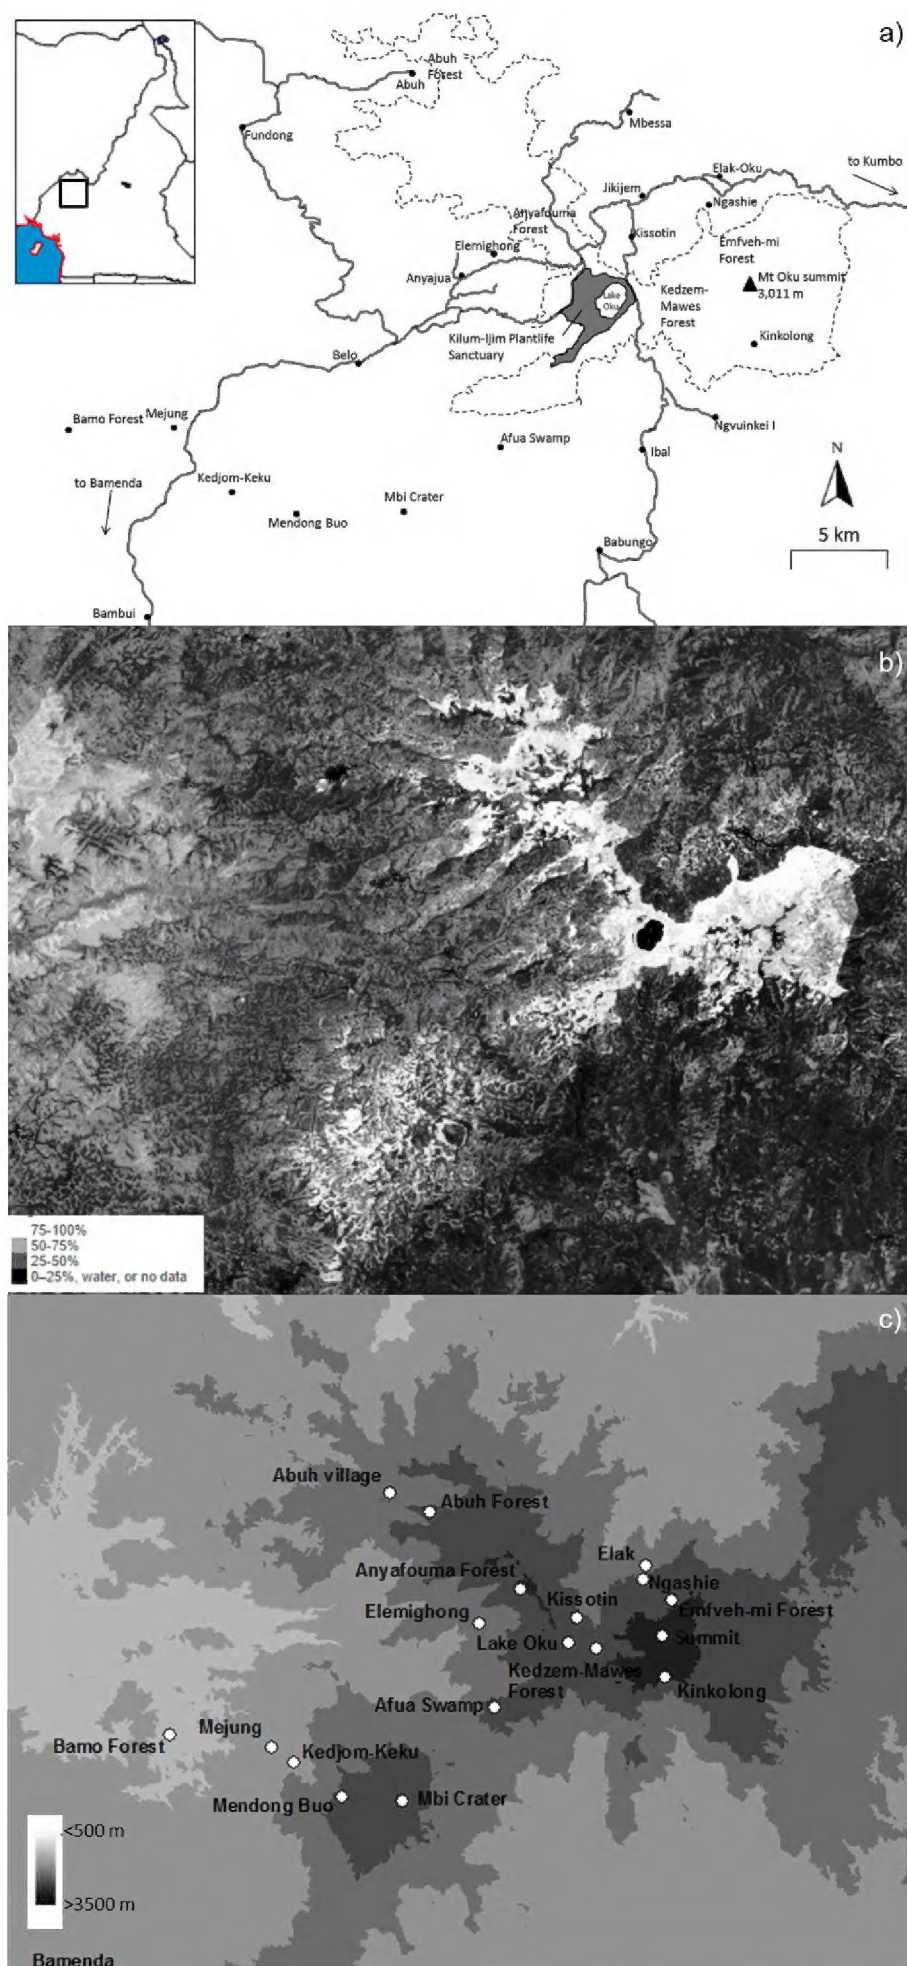 a)
Abuh
Forest
Abuh
Fundong
Mbessa
Elak-Oku
to Kumbo
Jikijem
Ngashie
Anyafouma
Forest
Kissotin
Elemighong
Emfveh-mi
Forest
Anyajua
Mt Oku summit
3,011 m
Lake
Oku
Kedzem-
Mawes
Forest
Kilum-Ijim Plantlife
Sanctuary
Kinkolong
Belo
Bamo Forest
Mejung
Ngvuinkei I
Afua Swamp
Ibal
N
to Bamenda
Kedjom-Keku
Mbi Crater
Mendong Buo
5 km
Babungo
Bambui
b)
75-100%
50-75%
25-50%
0–25%, water, or no data
c)
Abuh village
Abuh Forest
Elak
Anyafouma Forest
Ngashie
Kissotin
Emfveh-mi Forest
Elemighong
Summit
Lake Oku
Kedzem-Mawes
Forest
Kinkolong
Afua Swamp
Mejung
Bamo Forest
Kedjom-Keku
Mendong Buo
Mbi Crater
<500 m
>3500 m
Bamenda